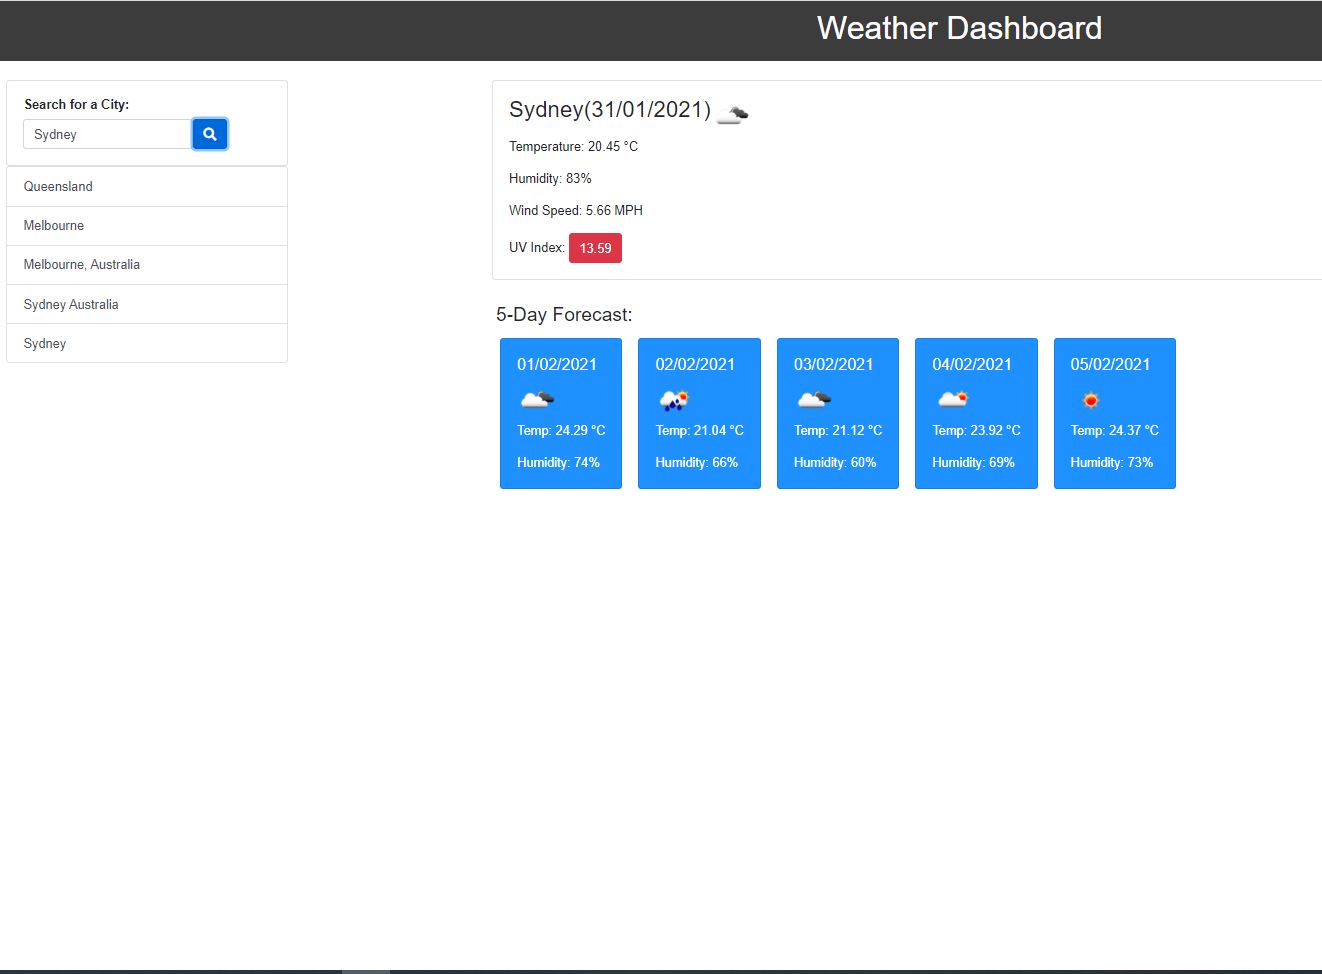 Weather Dashboard
Search for a City:
Sydney
Queensland
Melbourne
Melbourne, Australia
Sydney Australia
Sydney
Sydney(31/01/2021)
Temperature: 20.45 °C
Humidity: 83%
Wind Speed: 5.66 MPH
UV Index: 13.59
5-Day Forecast:
01/02/2021
Temp: 24.29 °C
Humidity: 74%
02/02/2021
Temp: 21.04 °C
Humidity: 66%
03/02/2021
Temp: 21.12 °C
Humidity: 60%
04/02/2021
Temp: 23.92 °C
Humidity: 69%
05/02/2021
Temp: 24.37 °C
Humidity: 73%